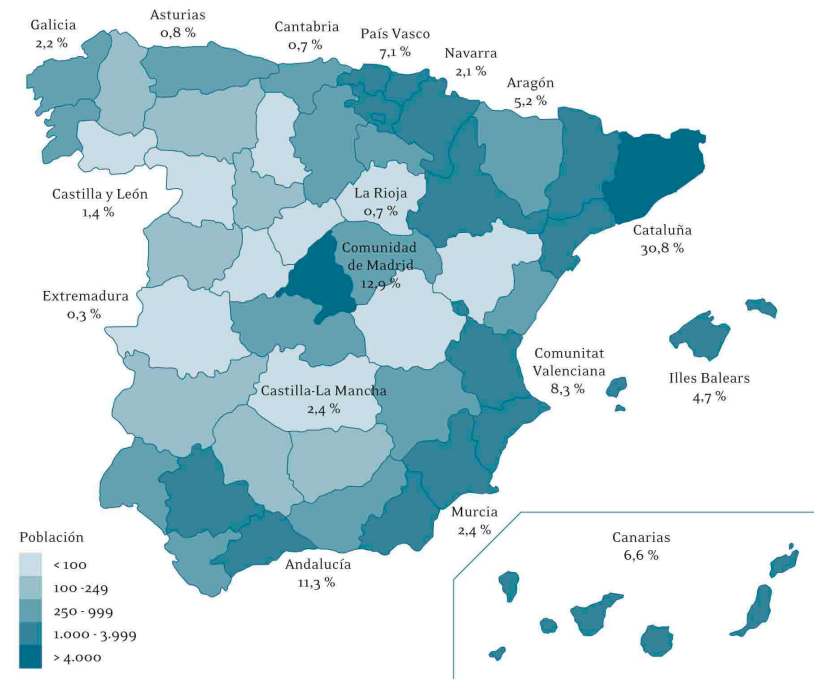 Galicia
2,2 %
Asturias
0,8 %
Cantabria
0,7 %
País Vasco
7,1 %
Navarra
2,1 %
Aragón
5,2 %
Castilla y León
1,4 %
La Rioja
0,7 %
Cataluña
30,8 %
Comunidad
de Madrid
12,9 %
Extremadura
0,3 %
Comunitat
Valenciana
8,3 %
Illes Balears
4,7 %
Castilla-La Mancha
2,4 %
Murcia
2,4 %
Andalucía
11,3 %
Canarias
6,6 %
Población
< 100
100 -249
250 - 999
1.000 - 3.999
> 4.000